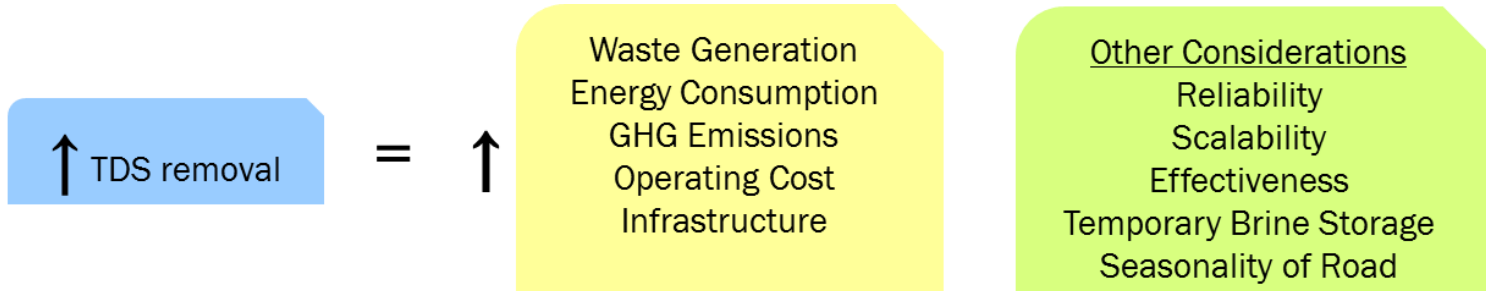 ↑ TDS removal
= ↑
Waste Generation
Energy Consumption
GHG Emissions
Operating Cost
Infrastructure
Other Considerations
Reliability
Scalability
Effectiveness
Temporary Brine Storage
Seasonality of Road